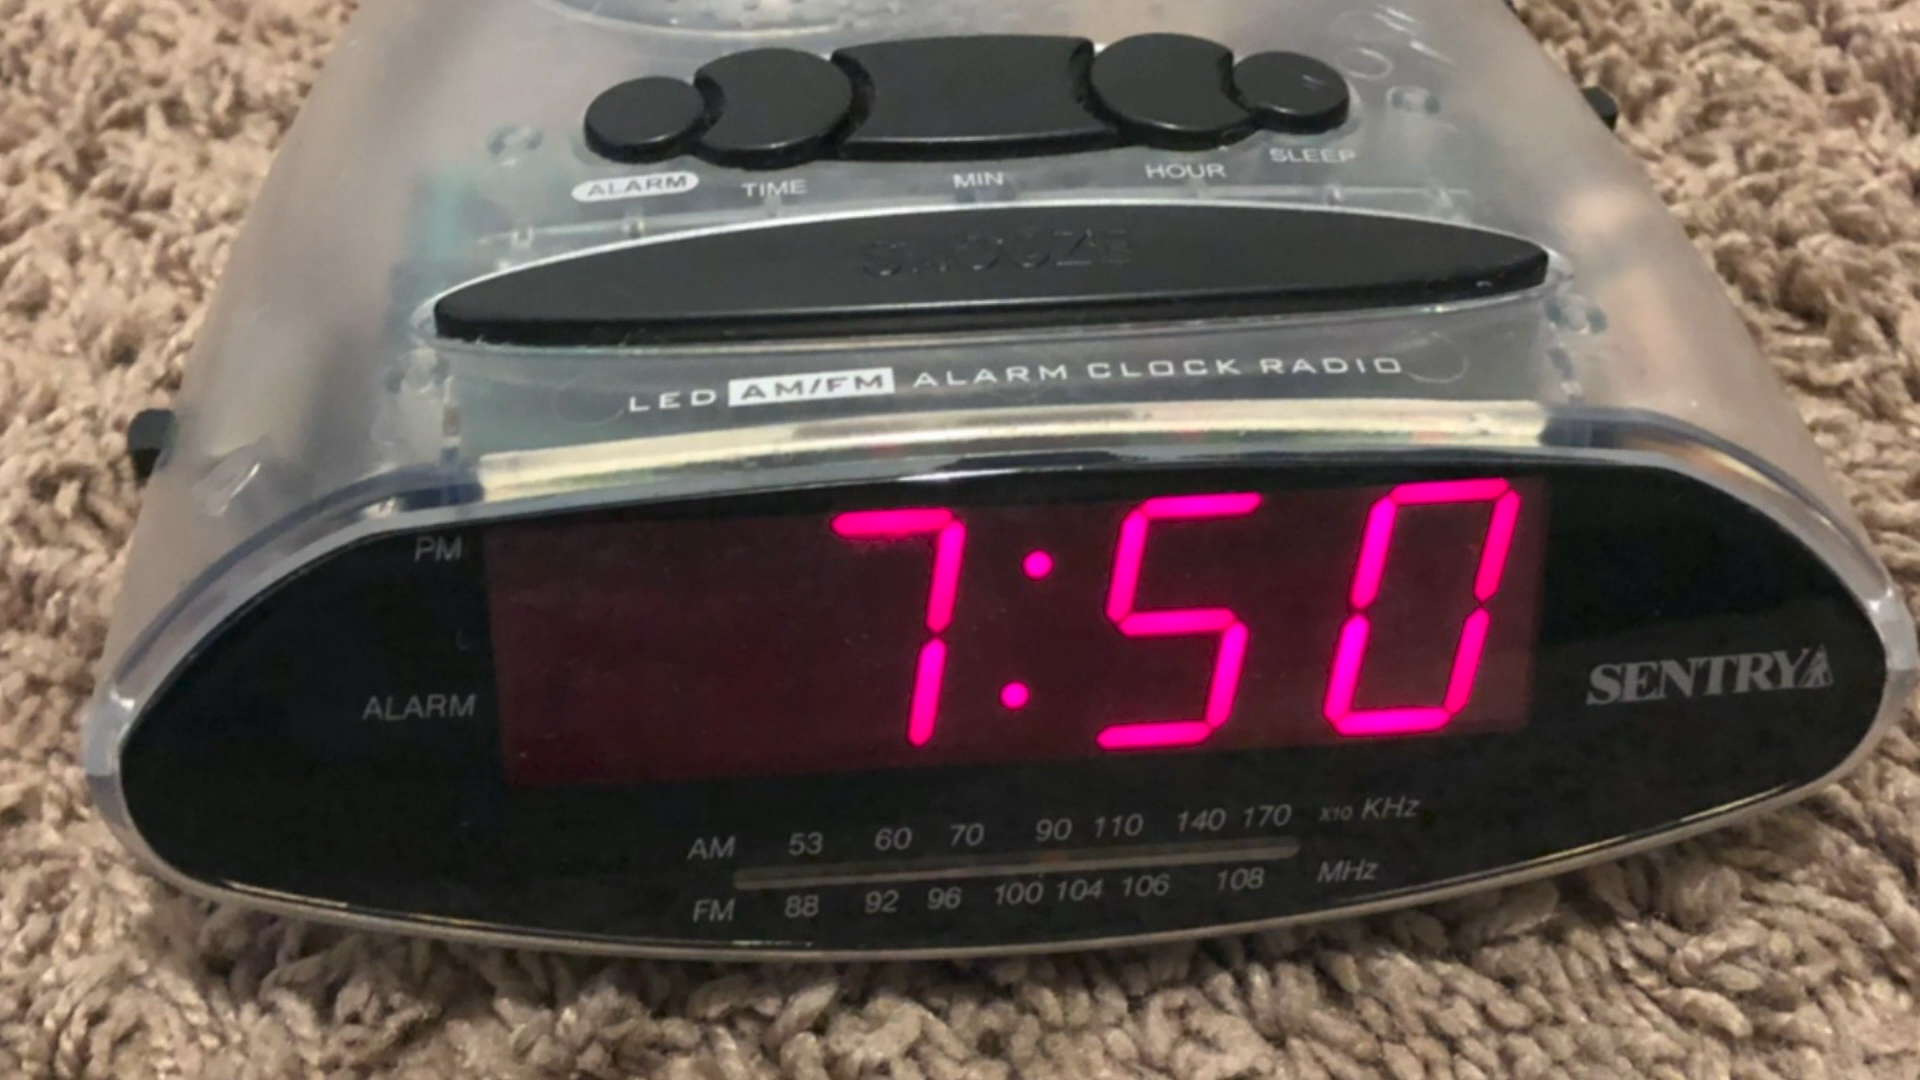 ALARM TIME MIN HOUR SLEEP
SNOOZE
LED AM/FM ALARM CLOCK RADIO
PM
7:50
ALARM
SENTRY
AM 53 60 70 90 110 140 170 X10 KHz
FM 88 92 96 100 104 106 108 MHz